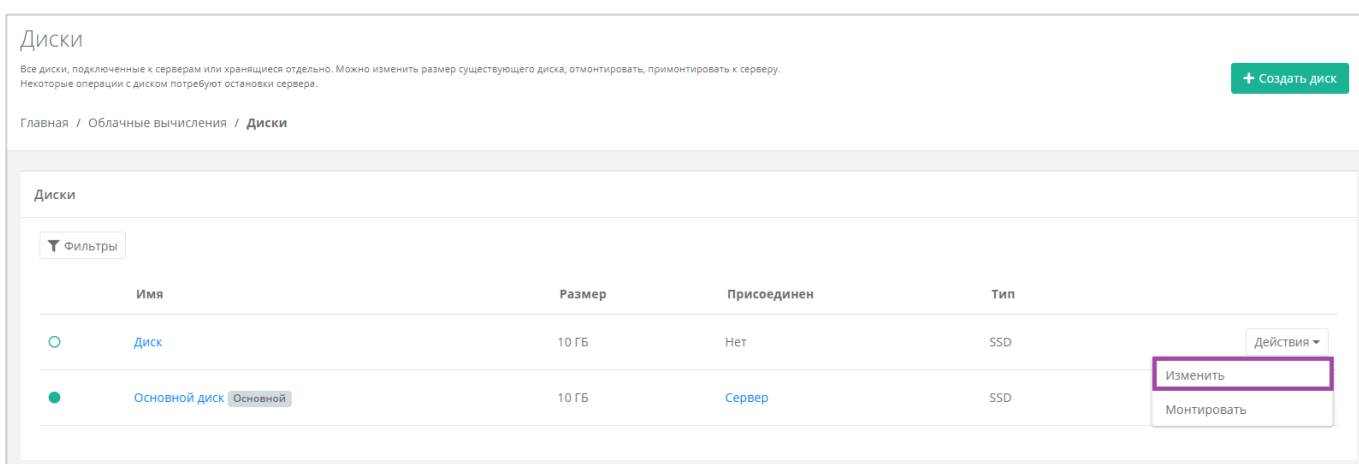 Диски
Все диски, подключенные к серверам или хранящиеся отдельно. Можно изменить размер существующего диска, отмонтировать, примонтировать к серверу.
Некоторые операции с диском потребуют остановки сервера.
+ Создать диск
Главная / Облачные вычисления / Диски
Диски
Фильтры
Имя Размер Присоединен Тип
Диск 10 ГБ Нет SSD Действия
Изменить
Основной диск Основной 10 ГБ Сервер SSD
Монтировать